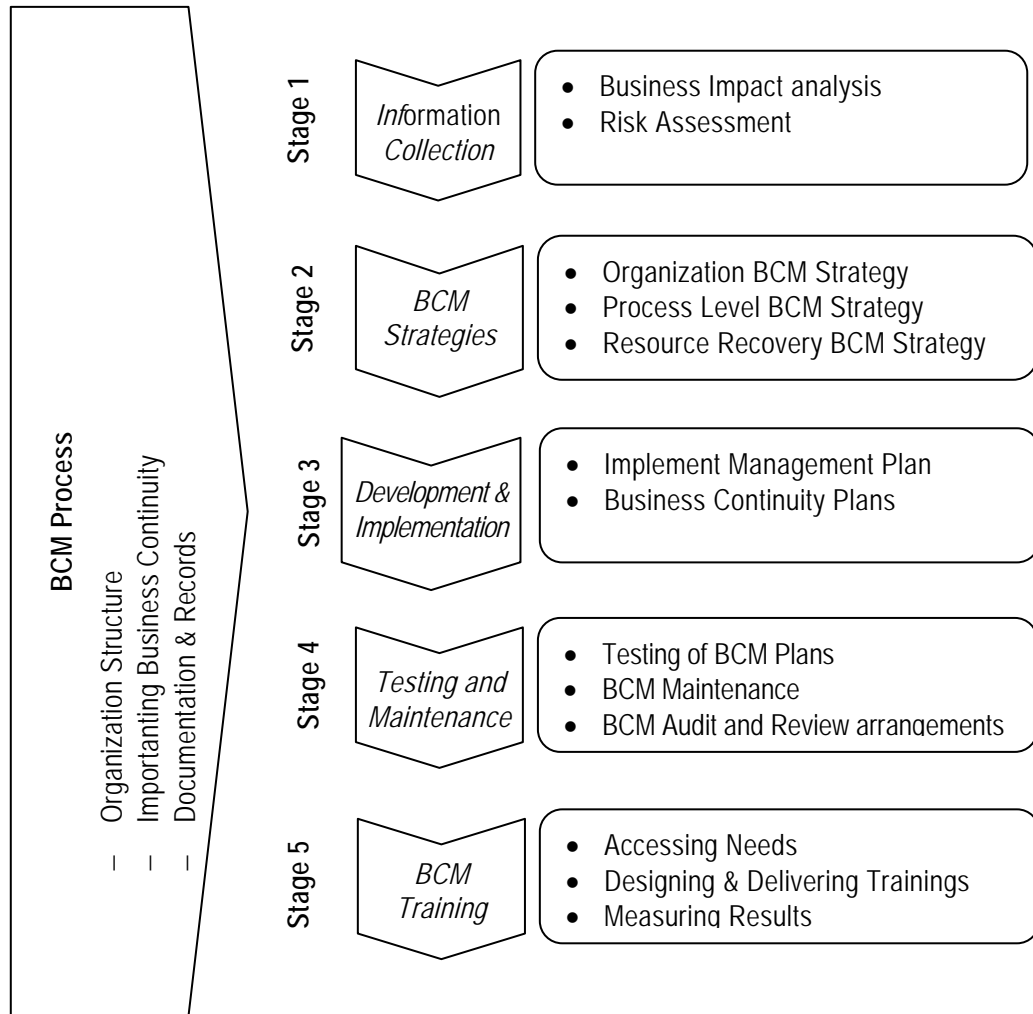 BCM Process
– Organization Structure
– Importanting Business Continuity
– Documentation & Records
Stage 1
Information
Collection
• Business Impact analysis
• Risk Assessment
Stage 2
BCM
Strategies
• Organization BCM Strategy
• Process Level BCM Strategy
• Resource Recovery BCM Strategy
Stage 3
Development &
Implementation
• Implement Management Plan
• Business Continuity Plans
Stage 4
Testing and
Maintenance
• Testing of BCM Plans
• BCM Maintenance
• BCM Audit and Review arrangements
Stage 5
BCM
Training
• Accessing Needs
• Designing & Delivering Trainings
• Measuring Results